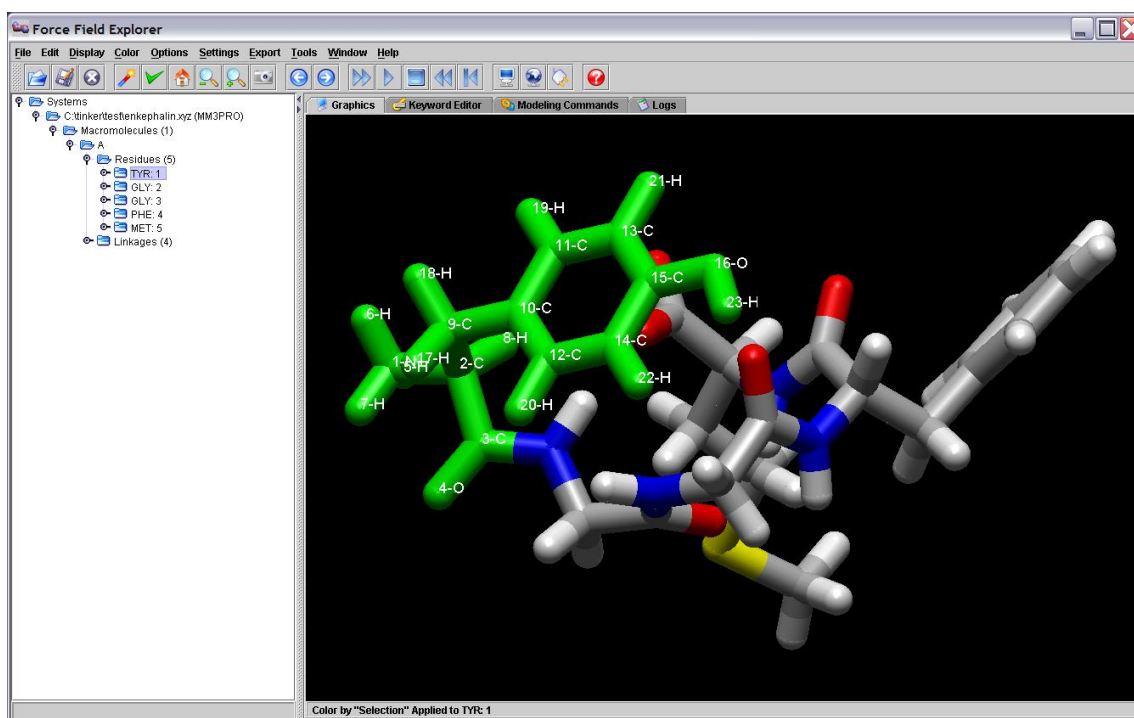 Force Field Explorer
File Edit Display Color Options Settings Export Tools Window Help
Systems
C:\tinker\test\enkephalin.xyz (MM3PRO)
Macromolecules (1)
A
Residues (5)
TYR: 1
GLY: 2
GLY: 3
PHE: 4
MET: 5
Linkages (4)
Graphics Keyword Editor Modeling Commands Logs
21-H
19-H
13-C
11-C
16-O
18-H
15-C
23-H
10-C
6-H
9-C
8-H
14-C
12-C
17-H
1-N
2-C
5-H
22-H
7-H
20-H
3-C
4-O
Color by "Selection" Applied to TYR: 1